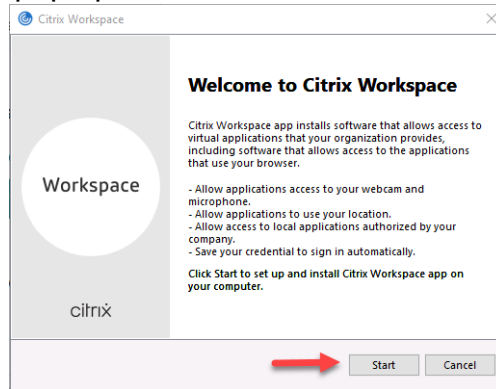 Citrix Workspace
Welcome to Citrix Workspace
Citrix Workspace app installs software that allows access to
virtual applications that your organization provides,
including software that allows access to the applications
that use your browser.
Workspace
- Allow applications access to your webcam and
microphone.
- Allow applications to use your location.
- Allow access to local applications authorized by your
company.
- Save your credential to sign in automatically.
Click Start to set up and install Citrix Workspace app on
your computer.
citrix
Start
Cancel